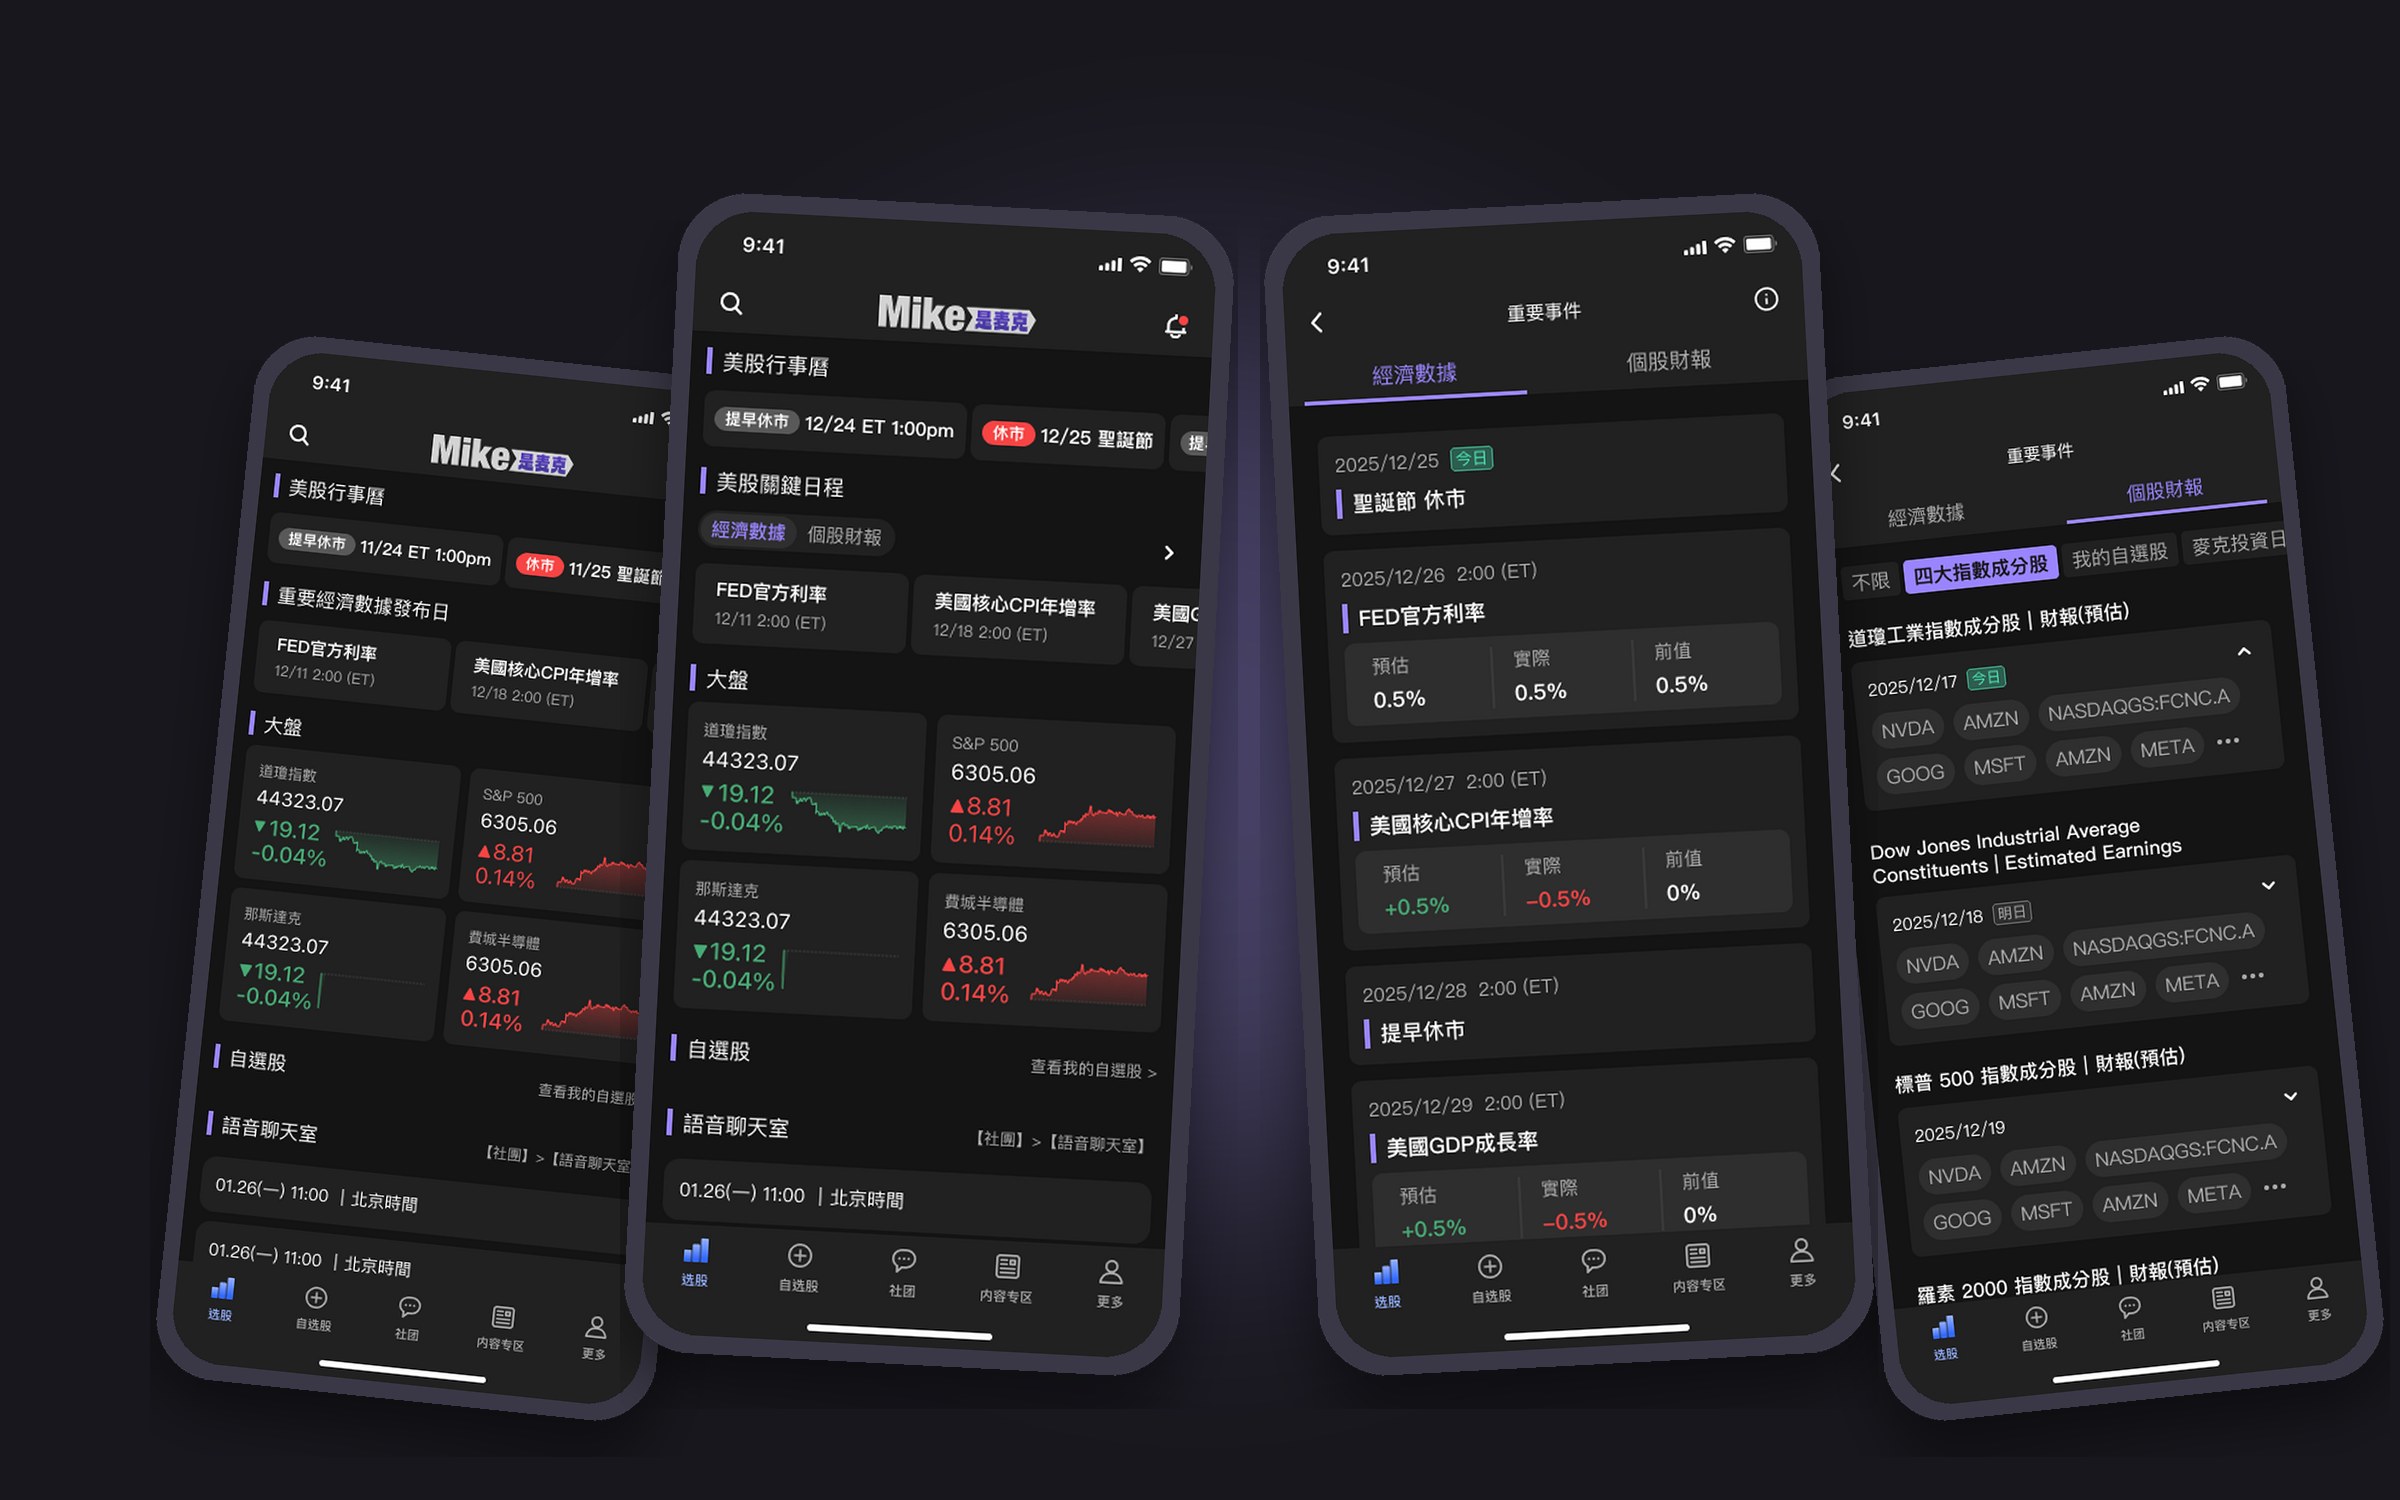 9:41
Mike 是麦克
美股行事曆
提早休市 11/24 ET 1:00pm
休市 11/25 聖誕節
重要經濟數據發布日
FED官方利率
12/11 2:00 (ET)
美國核心CPI年增率
12/18 2:00 (ET)
大盤
道瓊指數
44323.07
▼19.12
-0.04%
S&P 500
6305.06
▲8.81
0.14%
那斯達克
44323.07
▼19.12
-0.04%
費城半導體
6305.06
▲8.81
0.14%
自選股
查看我的自選股
語音聊天室
【社團】>【語音聊天室
01.26(一) 11:00 | 北京時間
01.26(一) 11:00 | 北京時間
选股
自选股
社团
内容专区
更多
9:41
Mike 是麦克
美股行事曆
提早休市 12/24 ET 1:00pm
休市 12/25 聖誕節
提
美股關鍵日程
經濟數據 個股財報
FED官方利率
12/11 2:00 (ET)
美國核心CPI年增率
12/18 2:00 (ET)
美國G
12/27
大盤
道瓊指數
44323.07
▼19.12
-0.04%
S&P 500
6305.06
▲8.81
0.14%
那斯達克
44323.07
▼19.12
-0.04%
費城半導體
6305.06
▲8.81
0.14%
自選股
查看我的自選股 >
語音聊天室
【社團】>【語音聊天室】
01.26(一) 11:00 | 北京時間
选股
自选股
社团
内容专区
更多
9:41
重要事件
經濟數據 個股財報
2025/12/25 今日
聖誕節 休市
2025/12/26 2:00 (ET)
FED官方利率
預估 實際 前值
0.5% 0.5% 0.5%
2025/12/27 2:00 (ET)
美國核心CPI年增率
預估 實際 前值
+0.5% −0.5% 0%
2025/12/28 2:00 (ET)
提早休市
2025/12/29 2:00 (ET)
美國GDP成長率
預估 實際 前值
+0.5% −0.5% 0%
选股
自选股
社团
内容专区
更多
9:41
重要事件
經濟數據 個股財報
不限 四大指數成分股 我的自選股 麥克投資日
道瓊工業指數成分股 | 財報(預估)
2025/12/17 今日
NVDA AMZN NASDAQGS:FCNC.A
GOOG MSFT AMZN META •••
Dow Jones Industrial Average
Constituents | Estimated Earnings
2025/12/18 明日
NVDA AMZN NASDAQGS:FCNC.A
GOOG MSFT AMZN META •••
標普 500 指數成分股 | 財報(預估)
2025/12/19
NVDA AMZN NASDAQGS:FCNC.A
GOOG MSFT AMZN META •••
羅素 2000 指數成分股 | 財報(預估)
选股
自选股
社团
内容专区
更多